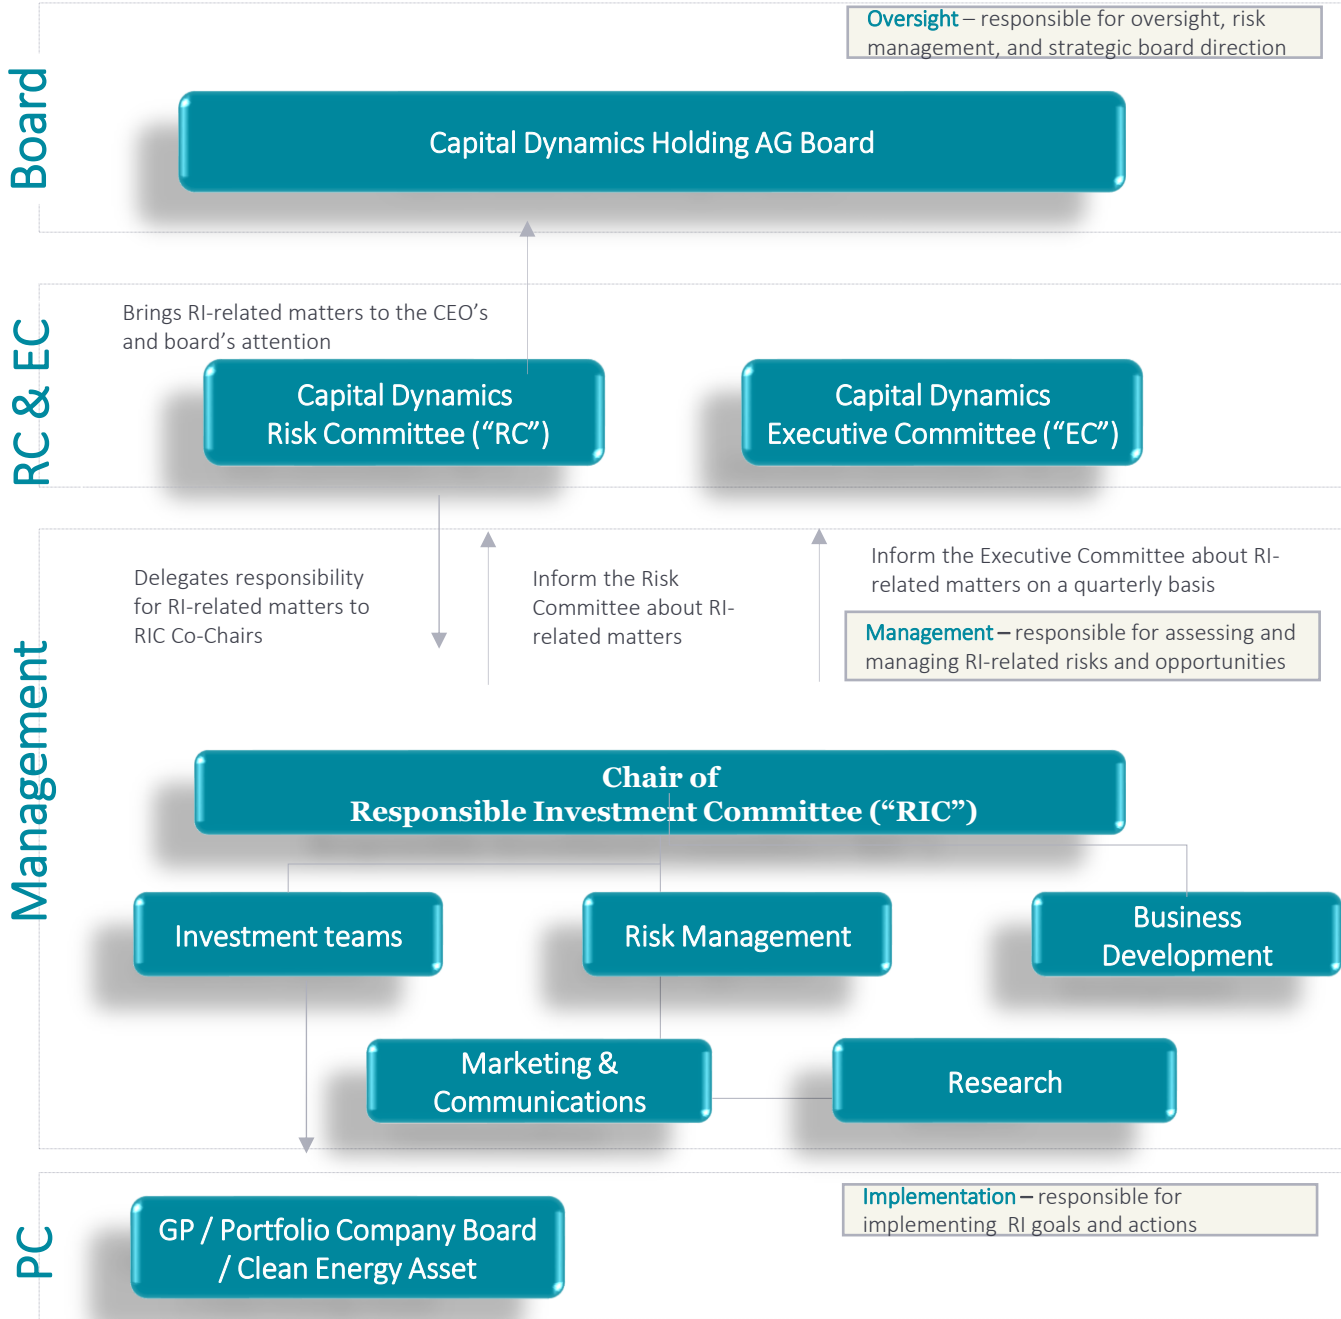 Board
Oversight – responsible for oversight, risk
management, and strategic board direction
Capital Dynamics Holding AG Board
RC & EC
Brings RI-related matters to the CEO’s
and board’s attention
Capital Dynamics
Risk Committee (“RC”)
Capital Dynamics
Executive Committee (“EC”)
Management
Delegates responsibility
for RI-related matters to
RIC Co-Chairs
Inform the Risk
Committee about RI-
related matters
Inform the Executive Committee about RI-
related matters on a quarterly basis
Management – responsible for assessing and
managing RI-related risks and opportunities
Chair of
Responsible Investment Committee (“RIC”)
Investment teams
Risk Management
Business
Development
Marketing &
Communications
Research
PC
GP / Portfolio Company Board
/ Clean Energy Asset
Implementation – responsible for
implementing RI goals and actions